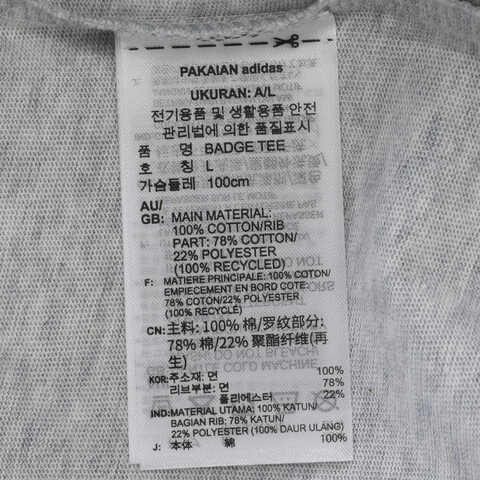 PAKAIAN adidas
UKURAN: A/L
전기용품 및 생활용품 안전
관리법에 의한 품질표시
품 명 BADGE TEE
호 칭 L
가슴둘레 100cm
AU/
GB: MAIN MATERIAL:
100% COTTON/RIB
PART: 78% COTTON/
22% POLYESTER
(100% RECYCLED)
F: MATIERE PRINCIPALE: 100% COTON/
EMPIECEMENT EN BORD COTE:
78% COTON/22% POLYESTER
(100% RECYCLE)
CN: 主料: 100% 棉/罗纹部分:
78% 棉/22% 聚酯纤维(再
生)
KOR: 주소재: 면 100%
리브부분: 면 78%
폴리에스터 22%
IND: MATERIAL UTAMA: 100% KATUN/
BAGIAN RIB: 78% KATUN/
22% POLYESTER (100% DAUR ULANG)
J: 本体 綿 100%